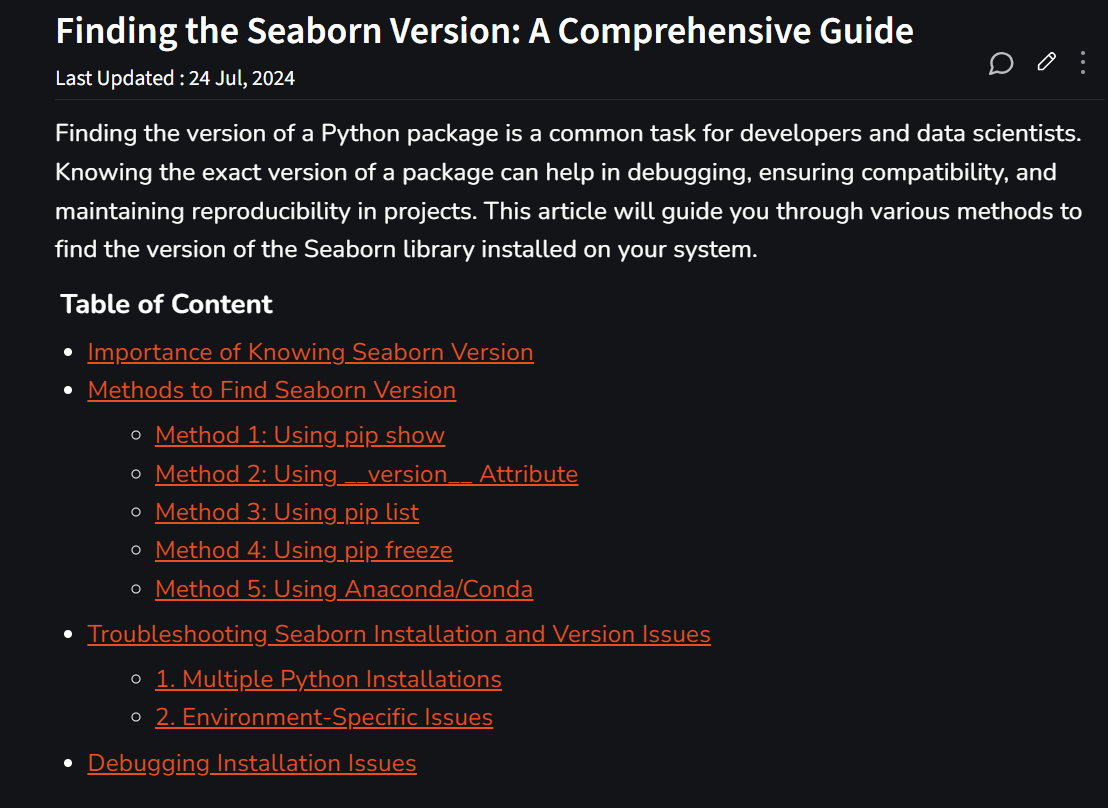 Finding the Seaborn Version: A Comprehensive Guide
Last Updated : 24 Jul, 2024
Finding the version of a Python package is a common task for developers and data scientists.
Knowing the exact version of a package can help in debugging, ensuring compatibility, and
maintaining reproducibility in projects. This article will guide you through various methods to
find the version of the Seaborn library installed on your system.
Table of Content
Importance of Knowing Seaborn Version
Methods to Find Seaborn Version
Method 1: Using pip show
Method 2: Using __version__ Attribute
Method 3: Using pip list
Method 4: Using pip freeze
Method 5: Using Anaconda/Conda
Troubleshooting Seaborn Installation and Version Issues
1. Multiple Python Installations
2. Environment-Specific Issues
Debugging Installation Issues